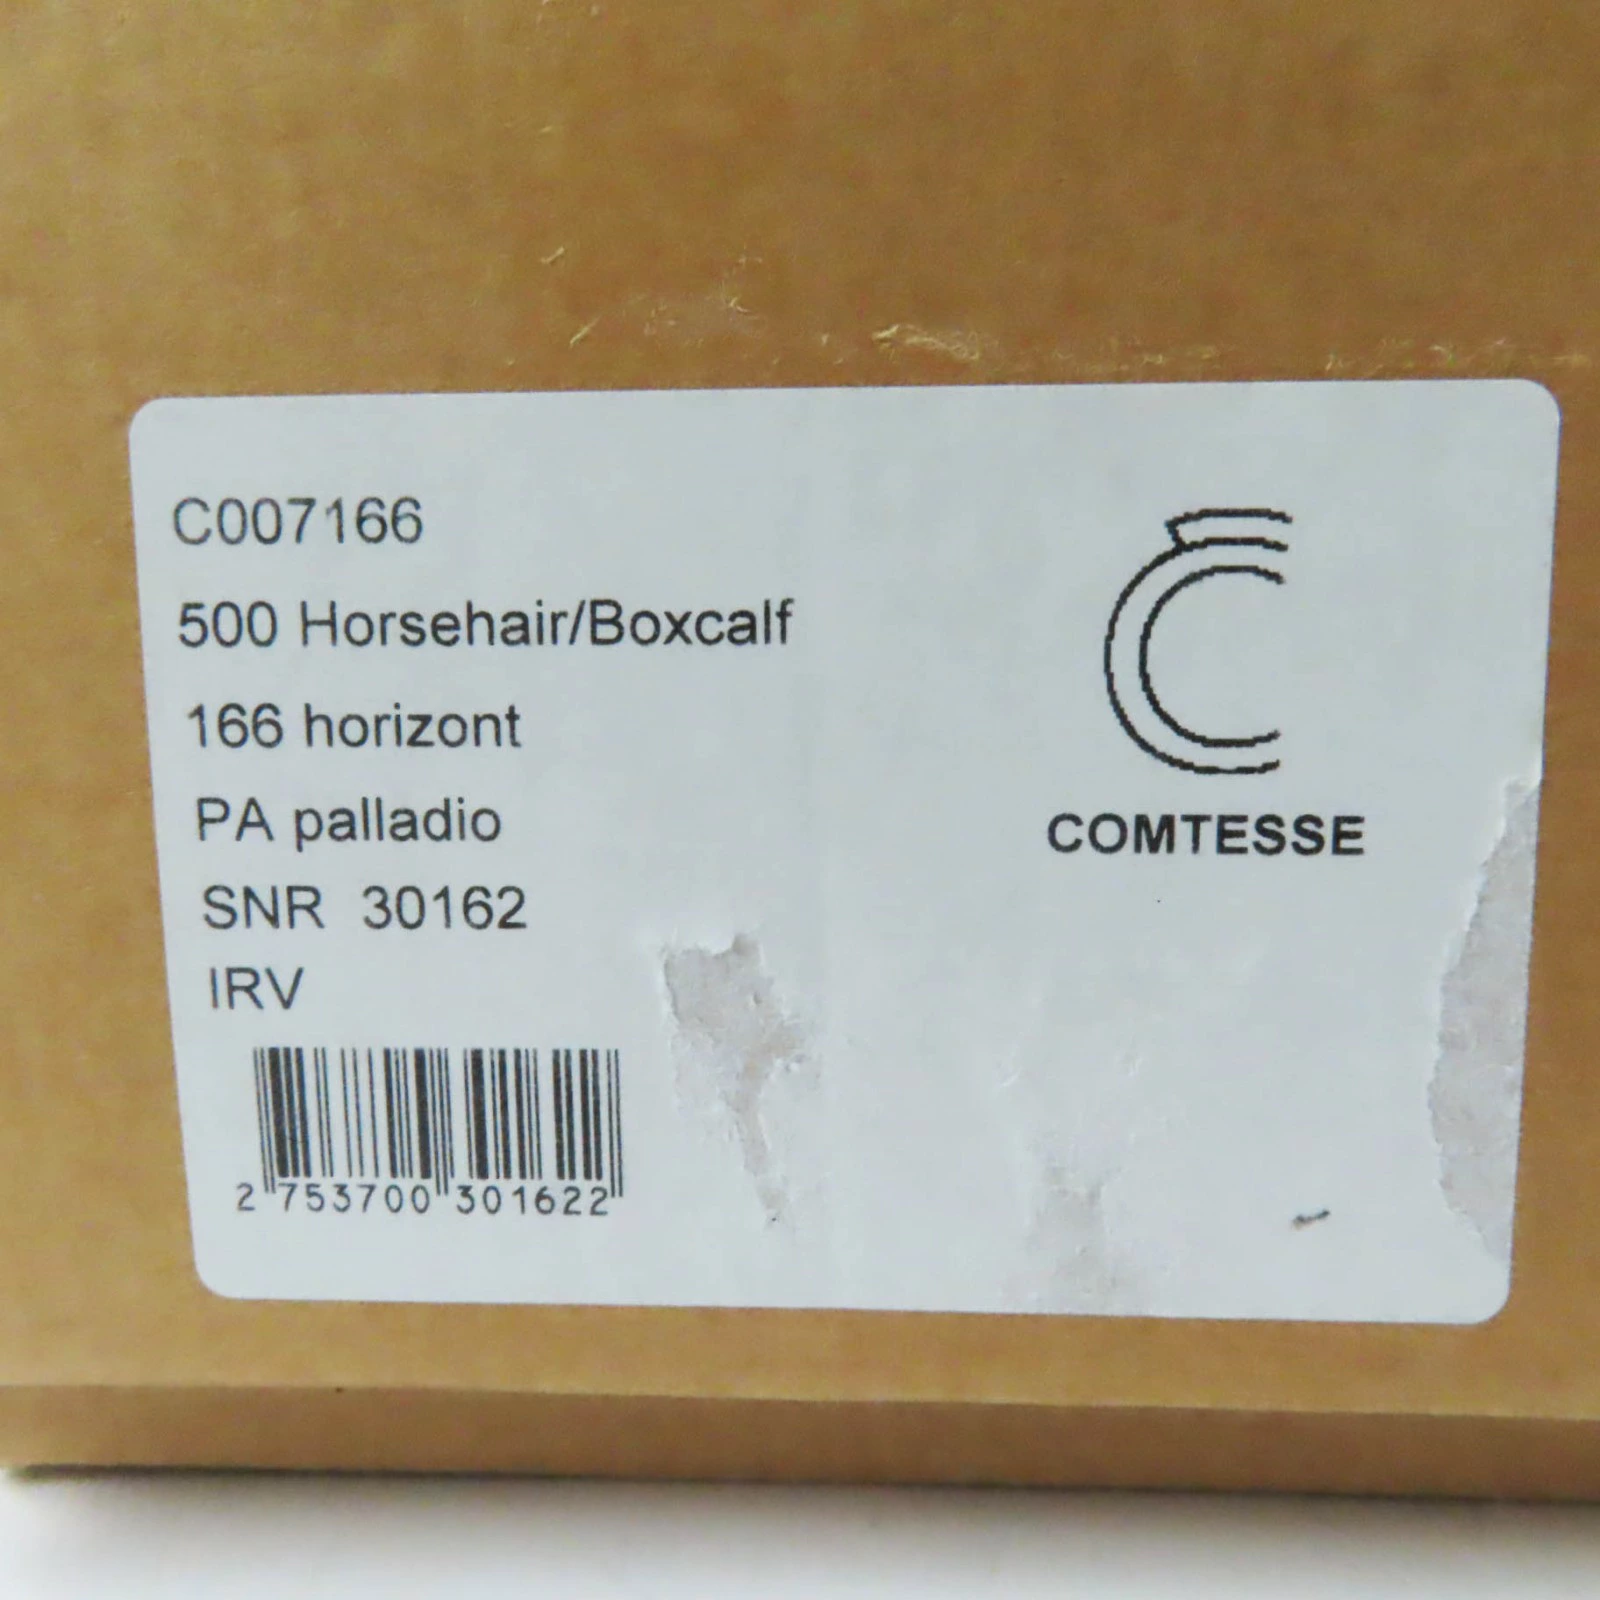 C007166
500 Horsehair/Boxcalf
166 horizont
PA palladio
SNR 30162
IRV
2 753700 301622
COMTESSE